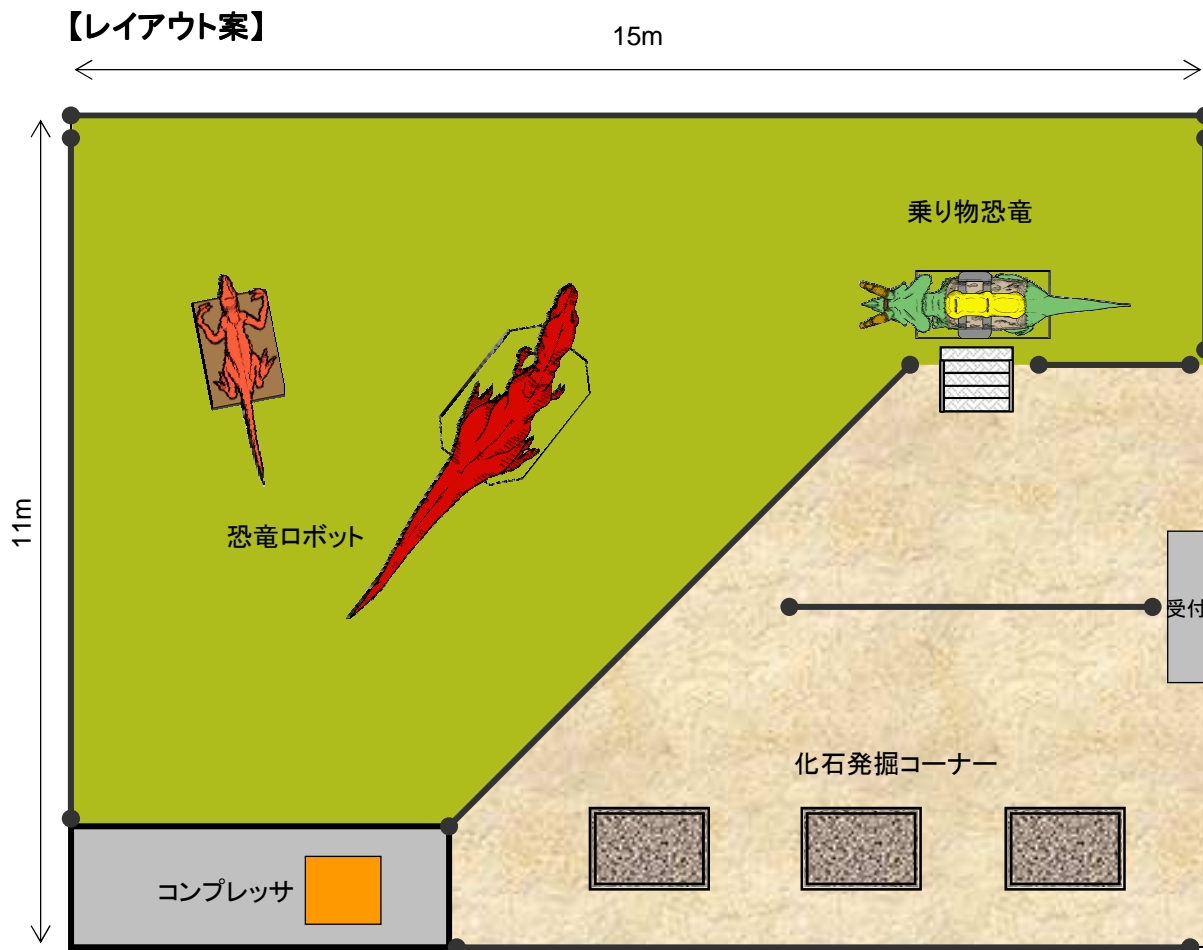 【レイアウト案】
15m
乗り物恐竜
11m
恐竜ロボット
受付
化石発掘コーナー
コンプレッサ